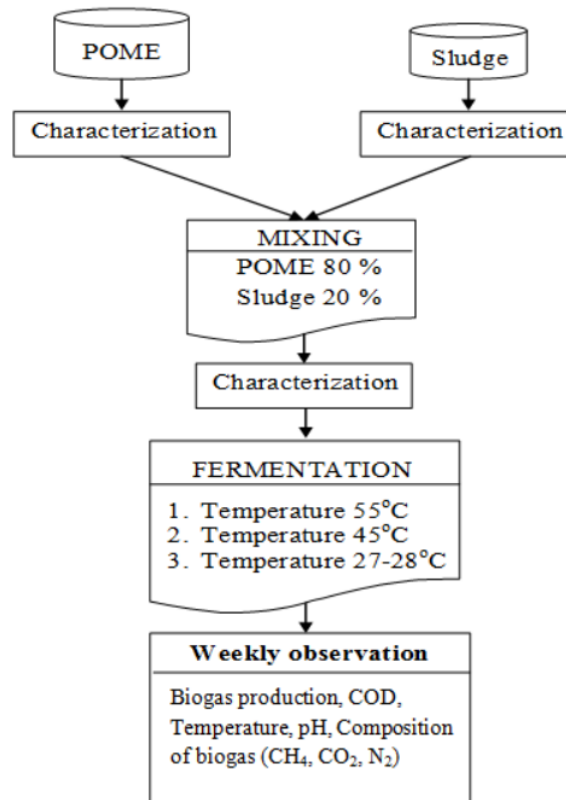 POME
Sludge
Characterization
Characterization
MIXING
POME 80 %
Sludge 20 %
Characterization
FERMENTATION
1. Temperature 55°C
2. Temperature 45°C
3. Temperature 27-28°C
Weekly observation
Biogas production, COD,
Temperature, pH, Composition
of biogas (CH₄, CO₂, N₂)